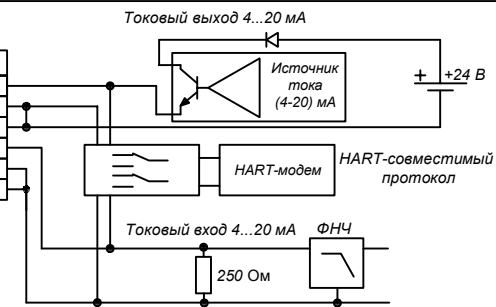 Токовый выход 4...20 мА
Источник
тока
(4-20) мА
+ +24 В
HART-модем
HART-совместимый
протокол
Токовый вход 4...20 мА
ФНЧ
250 Ом